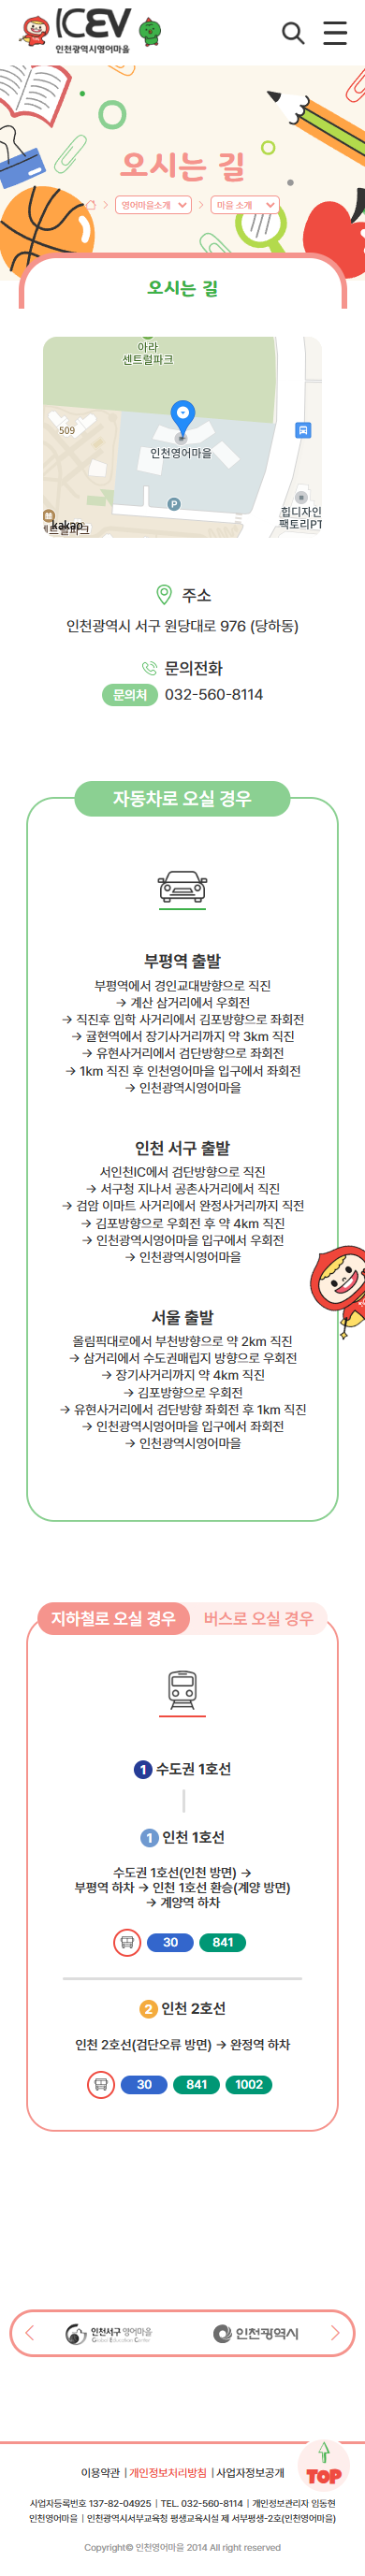 ICEV
인천광역시영어마을
오시는 길
영어마을소개
마을 소개
오시는 길
아라
센트럴파크
509
인천영어마을
P
힙디자인
팩토리PT
kakao
주소
인천광역시 서구 원당대로 976 (당하동)
문의전화
문의처 032-560-8114
자동차로 오실 경우
부평역 출발
부평역에서 경인교대방향으로 직진
→ 계산 삼거리에서 우회전
→ 직진후 임학 사거리에서 김포방향으로 좌회전
→ 귤현역에서 장기사거리까지 약 3km 직진
→ 유현사거리에서 검단방향으로 좌회전
→ 1km 직진 후 인천영어마을 입구에서 좌회전
→ 인천광역시영어마을
인천 서구 출발
서인천IC에서 검단방향으로 직진
→ 서구청 지나서 공촌사거리에서 직진
→ 검암 이마트 사거리에서 완정사거리까지 직전
→ 김포방향으로 우회전 후 약 4km 직진
→ 인천광역시영어마을 입구에서 우회전
→ 인천광역시영어마을
서울 출발
올림픽대로에서 부천방향으로 약 2km 직진
→ 삼거리에서 수도권매립지 방향으로 우회전
→ 장기사거리까지 약 4km 직진
→ 김포방향으로 우회전
→ 유현사거리에서 검단방향 좌회전 후 1km 직진
→ 인천광역시영어마을 입구에서 좌회전
→ 인천광역시영어마을
지하철로 오실 경우 버스로 오실 경우
1 수도권 1호선
1 인천 1호선
수도권 1호선(인천 방면) →
부평역 하차 → 인천 1호선 환승(계양 방면)
→ 계양역 하차
30 841
2 인천 2호선
인천 2호선(검단오류 방면) → 완정역 하차
30 841 1002
인천서구 영어마을
Global Education Center
인천광역시
TOP
이용약관 | 개인정보처리방침 | 사업자정보공개
사업자등록번호 137-82-04925 | TEL. 032-560-8114 | 개인정보관리자 임동현
인천영어마을 | 인천광역시서부교육청 평생교육시설 제 서부평생-2호(인천영어마을)
Copyright© 인천영어마을 2014 All right reserved